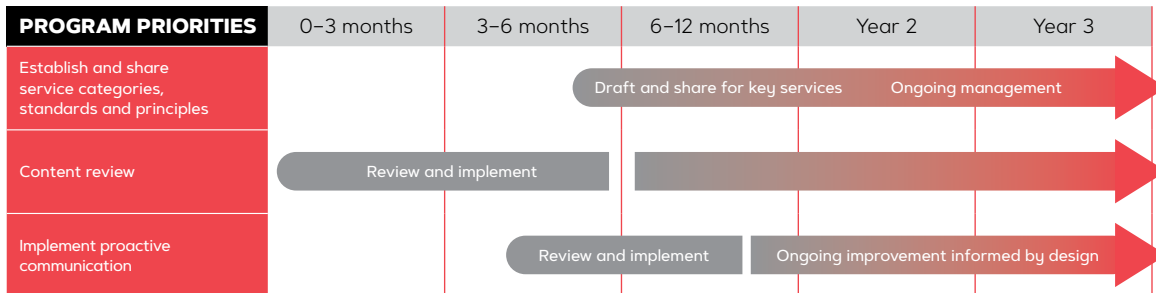 PROGRAM PRIORITIES 0–3 months 3–6 months 6–12 months Year 2 Year 3
Establish and share
service categories,
standards and principles
Draft and share for key services Ongoing management
Content review
Review and implement
Implement proactive
communication
Review and implement Ongoing improvement informed by design